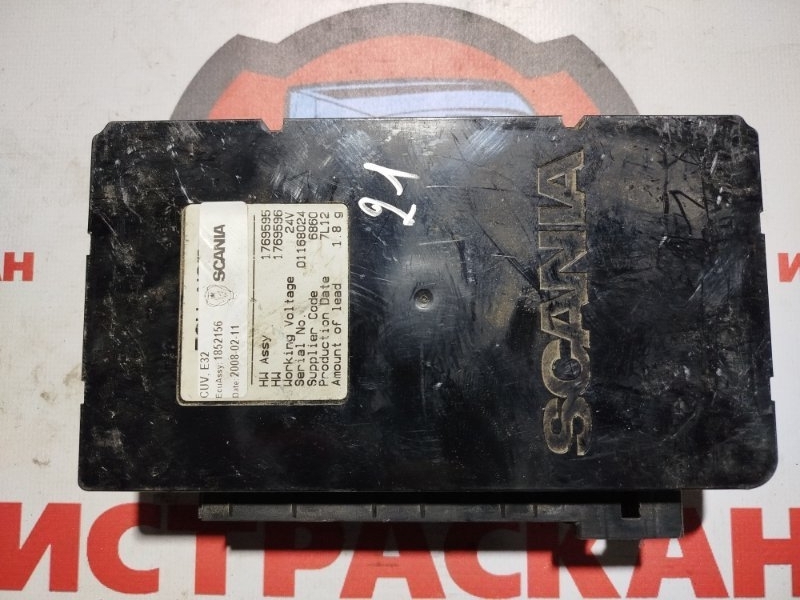 CUV, E32
EcuAssy: 1852156
Date: 2008-02-11
SCANIA
HW Assy 1769595
HW 1769596
Working Voltage 24V
Serial No. 01168024
Supplier Code 6860
Production Date 7L12
Amount of lead 1.8 g
21
SCANIA
СКАН
ИСТРАСКАН